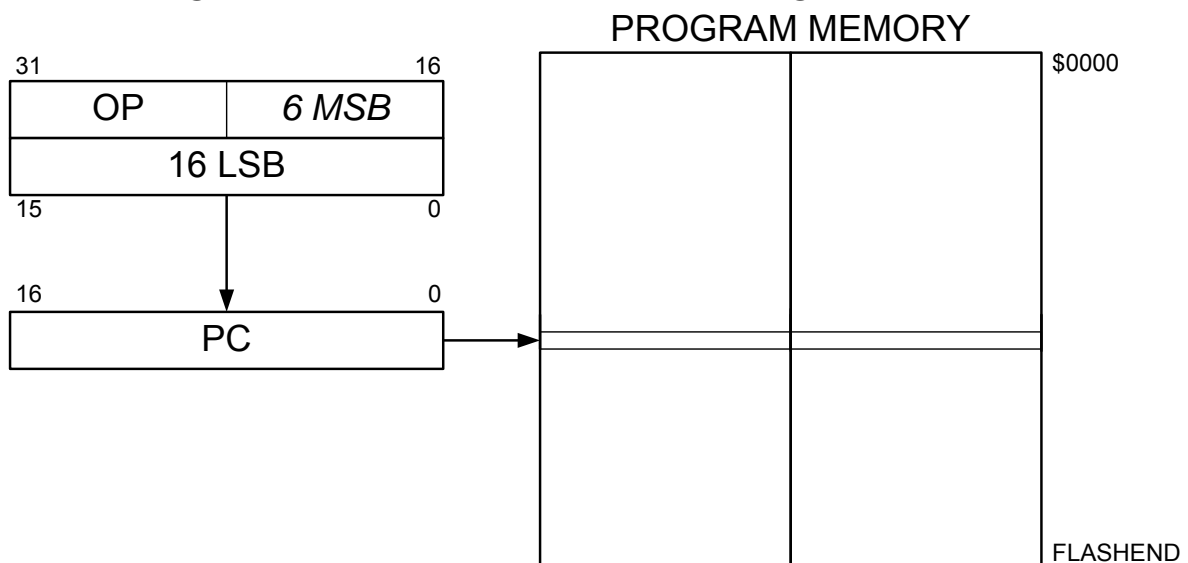 PROGRAM MEMORY
31 16 $0000
OP 6 MSB
16 LSB
15 0
16 0
PC
FLASHEND